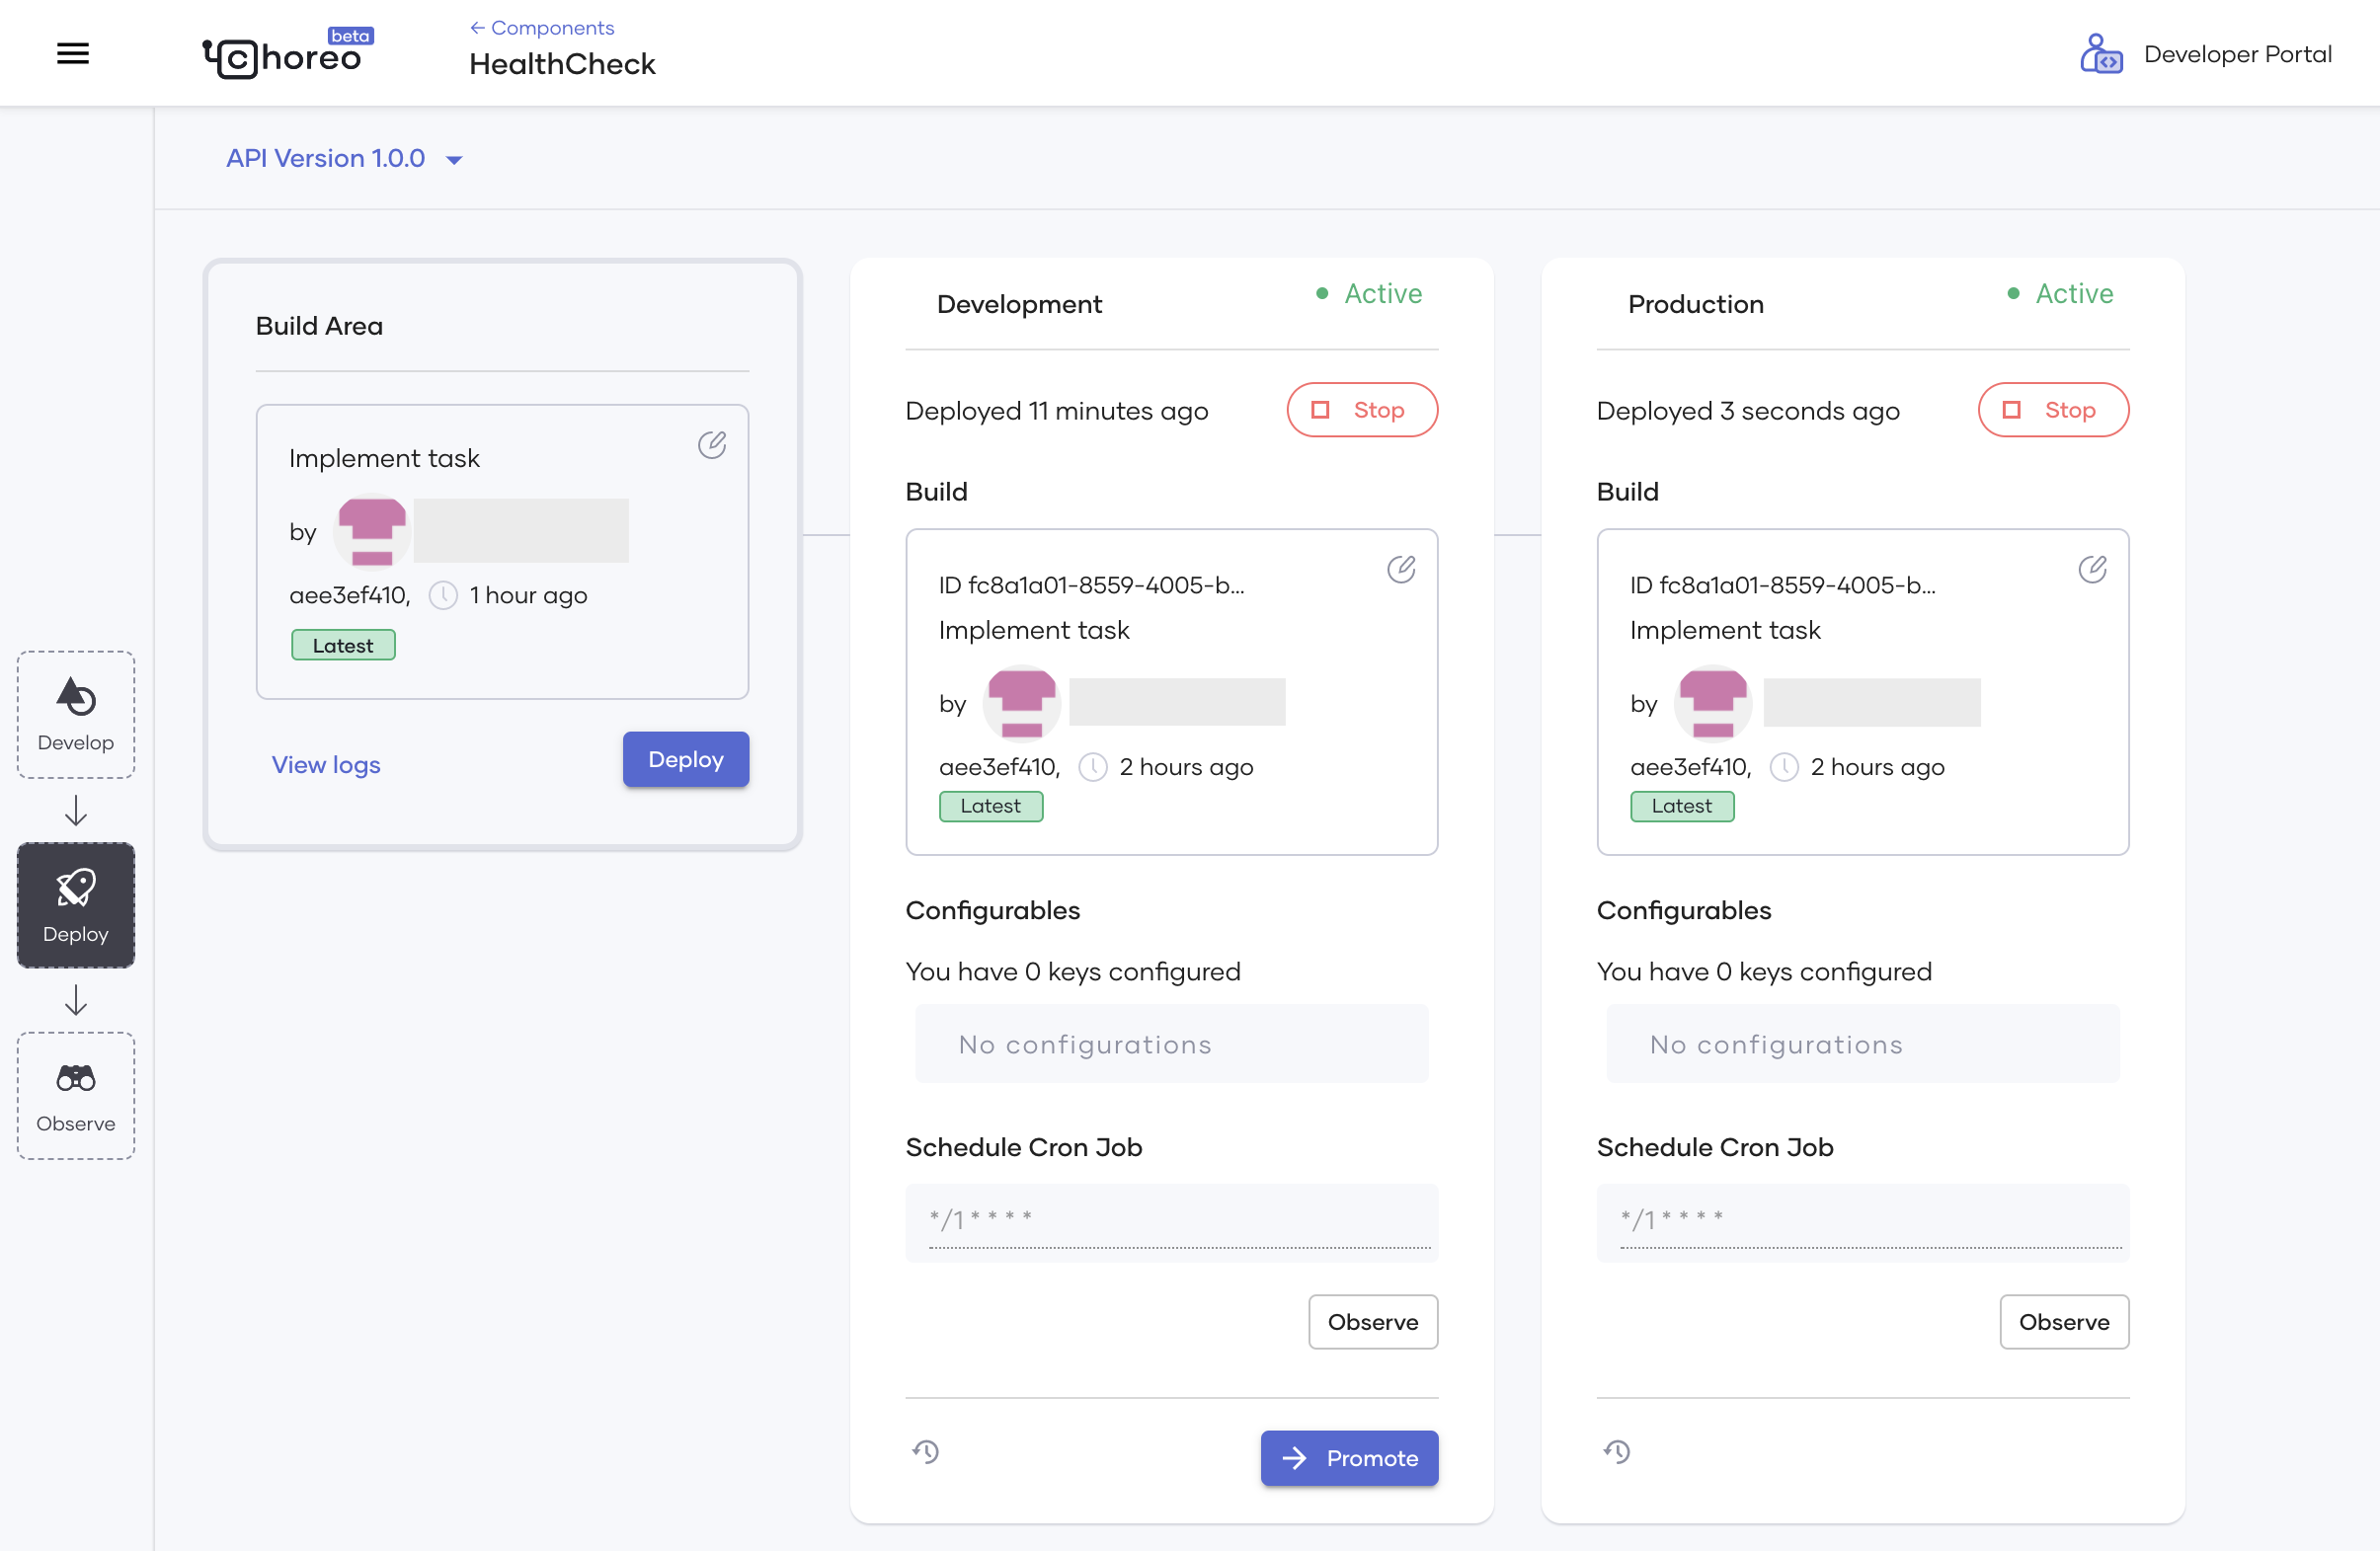 choreo beta
← Components
HealthCheck
Developer Portal
API Version 1.0.0
Build Area
Implement task
by
aee3ef410, 1 hour ago
Latest
View logs
Deploy
Development
Active
Deployed 11 minutes ago
Stop
Build
ID fc8a1a01-8559-4005-b...
Implement task
by
aee3ef410, 2 hours ago
Latest
Configurables
You have 0 keys configured
No configurations
Schedule Cron Job
*/1 * * * *
Observe
Promote
Production
Active
Deployed 3 seconds ago
Stop
Build
ID fc8a1a01-8559-4005-b...
Implement task
by
aee3ef410, 2 hours ago
Latest
Configurables
You have 0 keys configured
No configurations
Schedule Cron Job
*/1 * * * *
Observe
Develop
Deploy
Observe